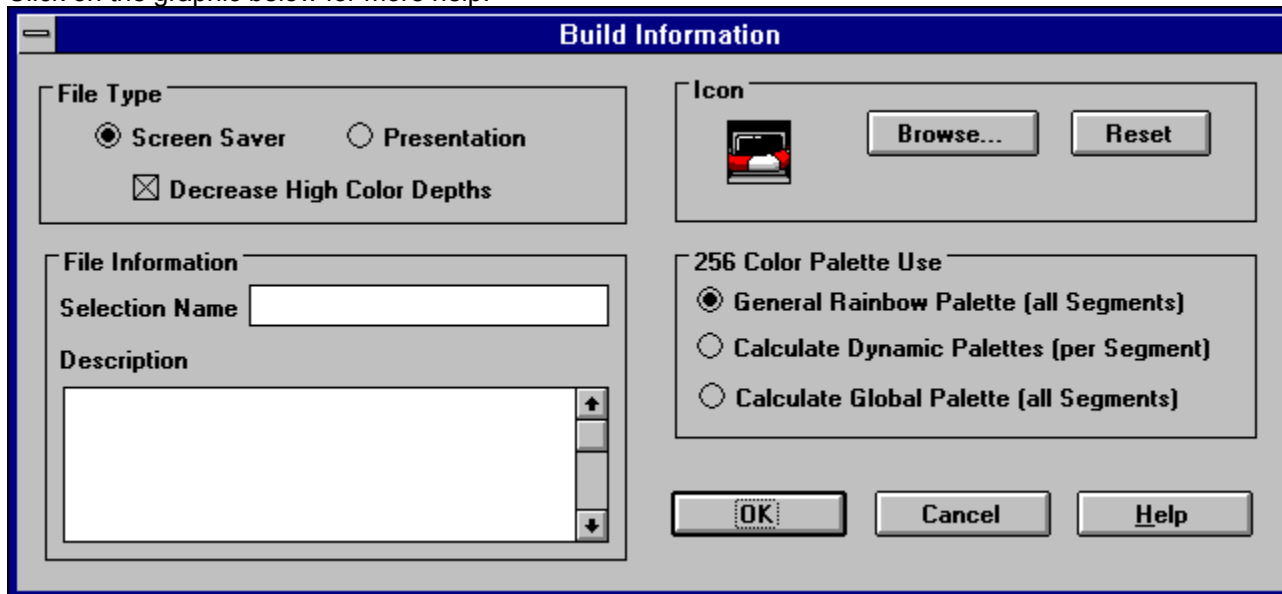 Click on the graphic below for more help.
Build Information
File Type
Screen Saver
Presentation
Decrease High Color Depths
File Information
Selection Name
Description
Icon
Browse...
Reset
256 Color Palette Use
General Rainbow Palette (all Segments)
Calculate Dynamic Palettes (per Segment)
Calculate Global Palette (all Segments)
OK
Cancel
Help